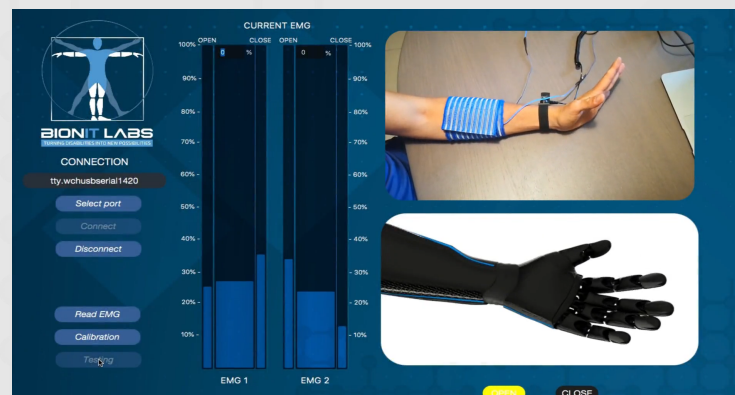 CURRENT EMG
OPEN CLOSE OPEN CLOSE
100% 0 % 0 % 100%
90% 90%
80% 80%
70% 70%
60% 60%
50% 50%
40% 40%
30% 30%
20% 20%
10% 10%
EMG 1 EMG 2
BIONIT LABS
TURNING DISABILITIES INTO NEW POSSIBILITIES
CONNECTION
tty.wchusbserial1420
Select port
Connect
Disconnect
Read EMG
Calibration
Testing
OPEN CLOSE